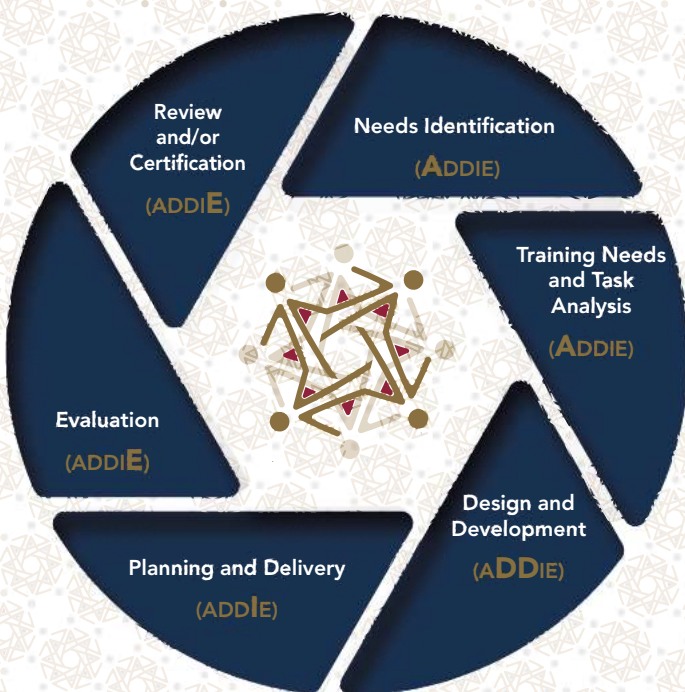 Needs Identification
(ADDIE)
Training Needs
and Task
Analysis
(ADDIE)
Design and
Development
(ADDIE)
Planning and Delivery
(ADDIE)
Evaluation
(ADDIE)
Review
and/or
Certification
(ADDIE)